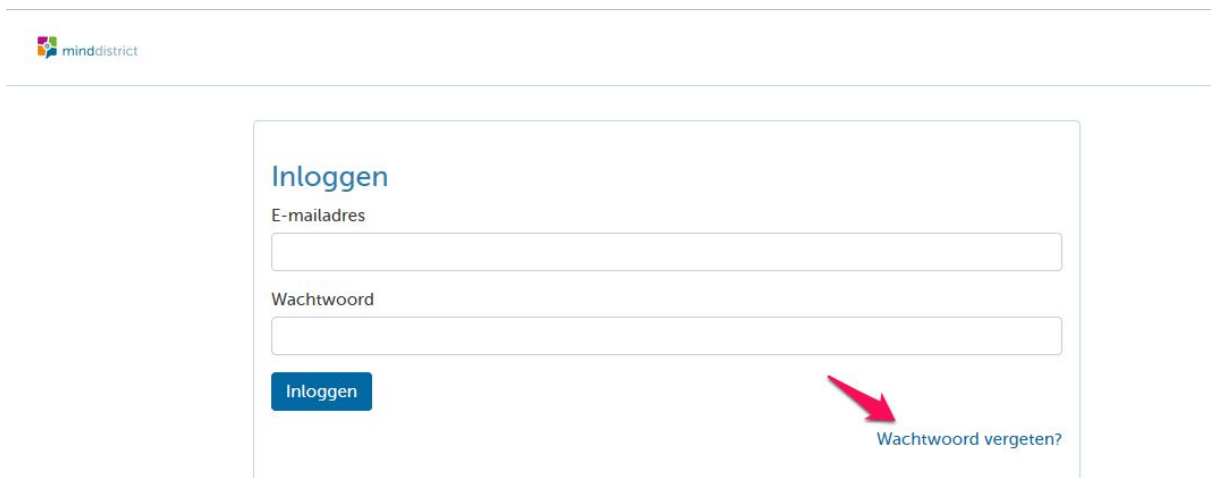 minddistrict
Inloggen
E-mailadres
Wachtwoord
Inloggen
Wachtwoord vergeten?